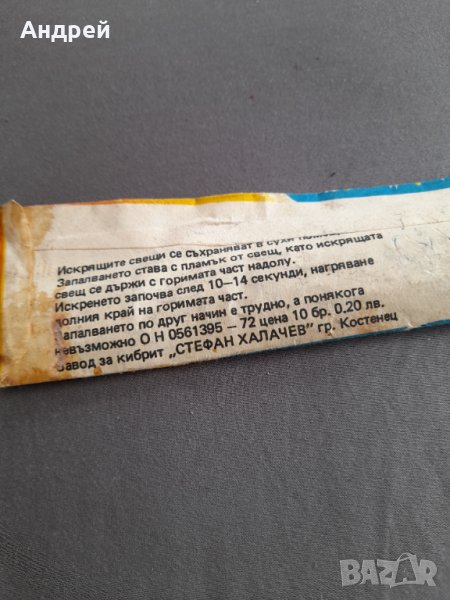 Андрей
Искрящите свещи се съхраняват в сухи
Запалването става с пламък от свещ, като искрящата
свещ се държи с горимата част надолу.
Искренето започва след 10–14 секунди, нагряване
долния край на горимата част.
Запалването по друг начин е трудно, а понякога
невъзможно О Н 0561395 – 72 цена 10 бр. 0.20 лв.
Завод за кибрит „СТЕФАН ХАЛАЧЕВ" гр. Костенец
BAZAR